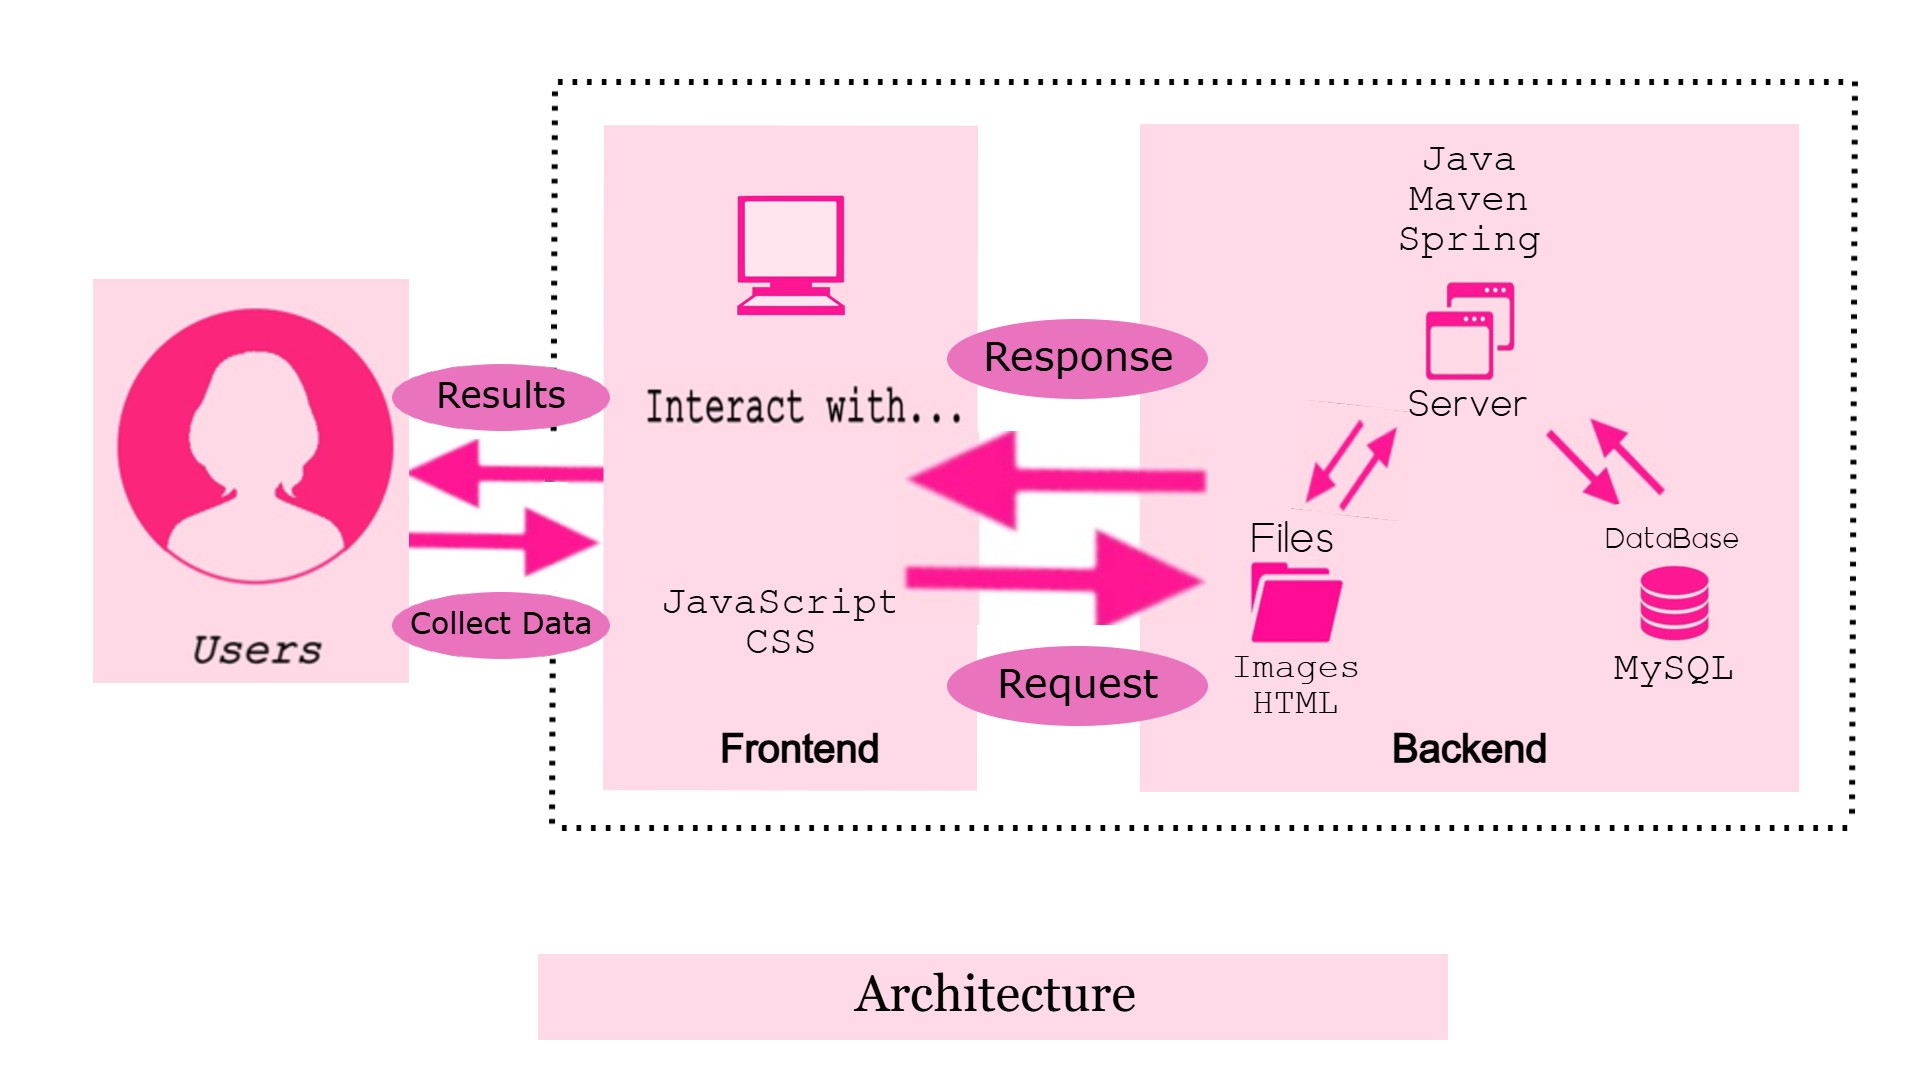 Users
Results
Collect Data
Interact with...
JavaScript
CSS
Frontend
Response
Request
Java
Maven
Spring
Server
Files
Images
HTML
DataBase
MySQL
Backend
Architecture